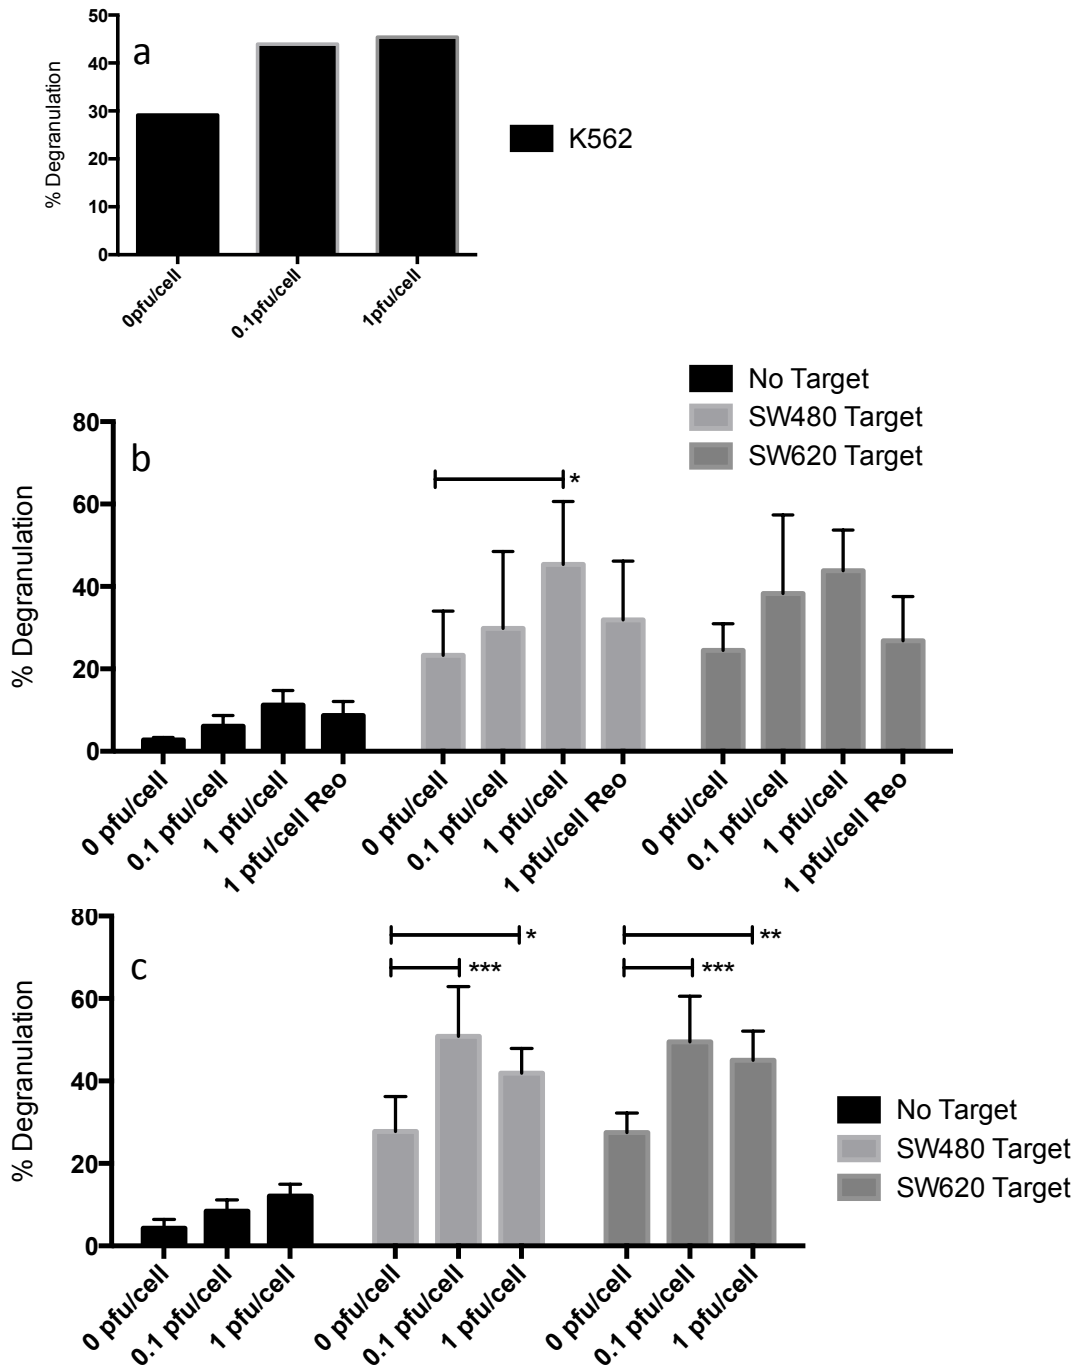 a
% Degranulation
50
40
30
20
10
0
0pfu/cell
0.1pfu/cell
1pfu/cell
K562
No Target
SW480 Target
SW620 Target
b
% Degranulation
80
60
40
20
0
*
0 pfu/cell
0.1 pfu/cell
1 pfu/cell
1 pfu/cell Reo
0 pfu/cell
0.1 pfu/cell
1 pfu/cell
1 pfu/cell Reo
0 pfu/cell
0.1 pfu/cell
1 pfu/cell
1 pfu/cell Reo
c
% Degranulation
80
60
40
20
0
*
***
**
***
No Target
SW480 Target
SW620 Target
0 pfu/cell
0.1 pfu/cell
1 pfu/cell
0 pfu/cell
0.1 pfu/cell
1 pfu/cell
0 pfu/cell
0.1 pfu/cell
1 pfu/cell